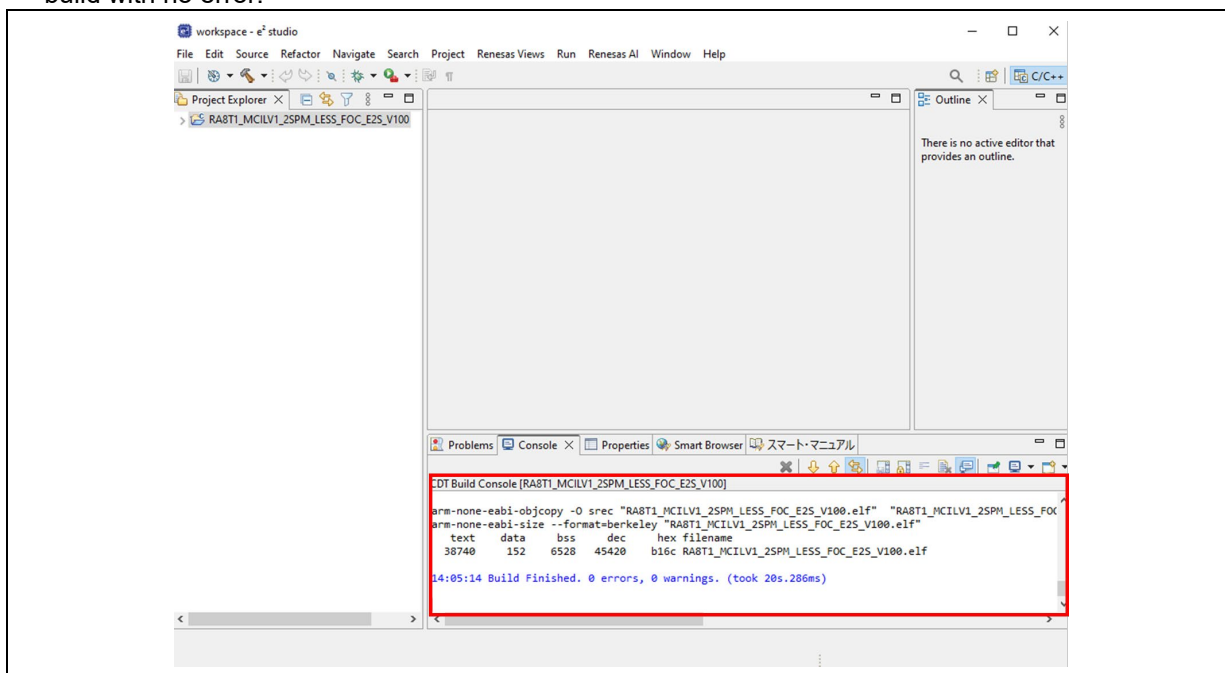 build with no error.
workspace - e² studio
File Edit Source Refactor Navigate Search Project Renesas Views Run Renesas AI Window Help
C/C++
Project Explorer
Outline
RA8T1_MCILV1_2SPM_LESS_FOC_E2S_V100
There is no active editor that
provides an outline.
Problems Console Properties Smart Browser スマート・マニュアル
CDT Build Console [RA8T1_MCILV1_2SPM_LESS_FOC_E2S_V100]
arm-none-eabi-objcopy -O srec "RA8T1_MCILV1_2SPM_LESS_FOC_E2S_V100.elf" "RA8T1_MCILV1_2SPM_LESS_FOC
arm-none-eabi-size --format=berkeley "RA8T1_MCILV1_2SPM_LESS_FOC_E2S_V100.elf"
text data bss dec hex filename
38740 152 6528 45420 b16c RA8T1_MCILV1_2SPM_LESS_FOC_E2S_V100.elf
14:05:14 Build Finished. 0 errors, 0 warnings. (took 20s.286ms)